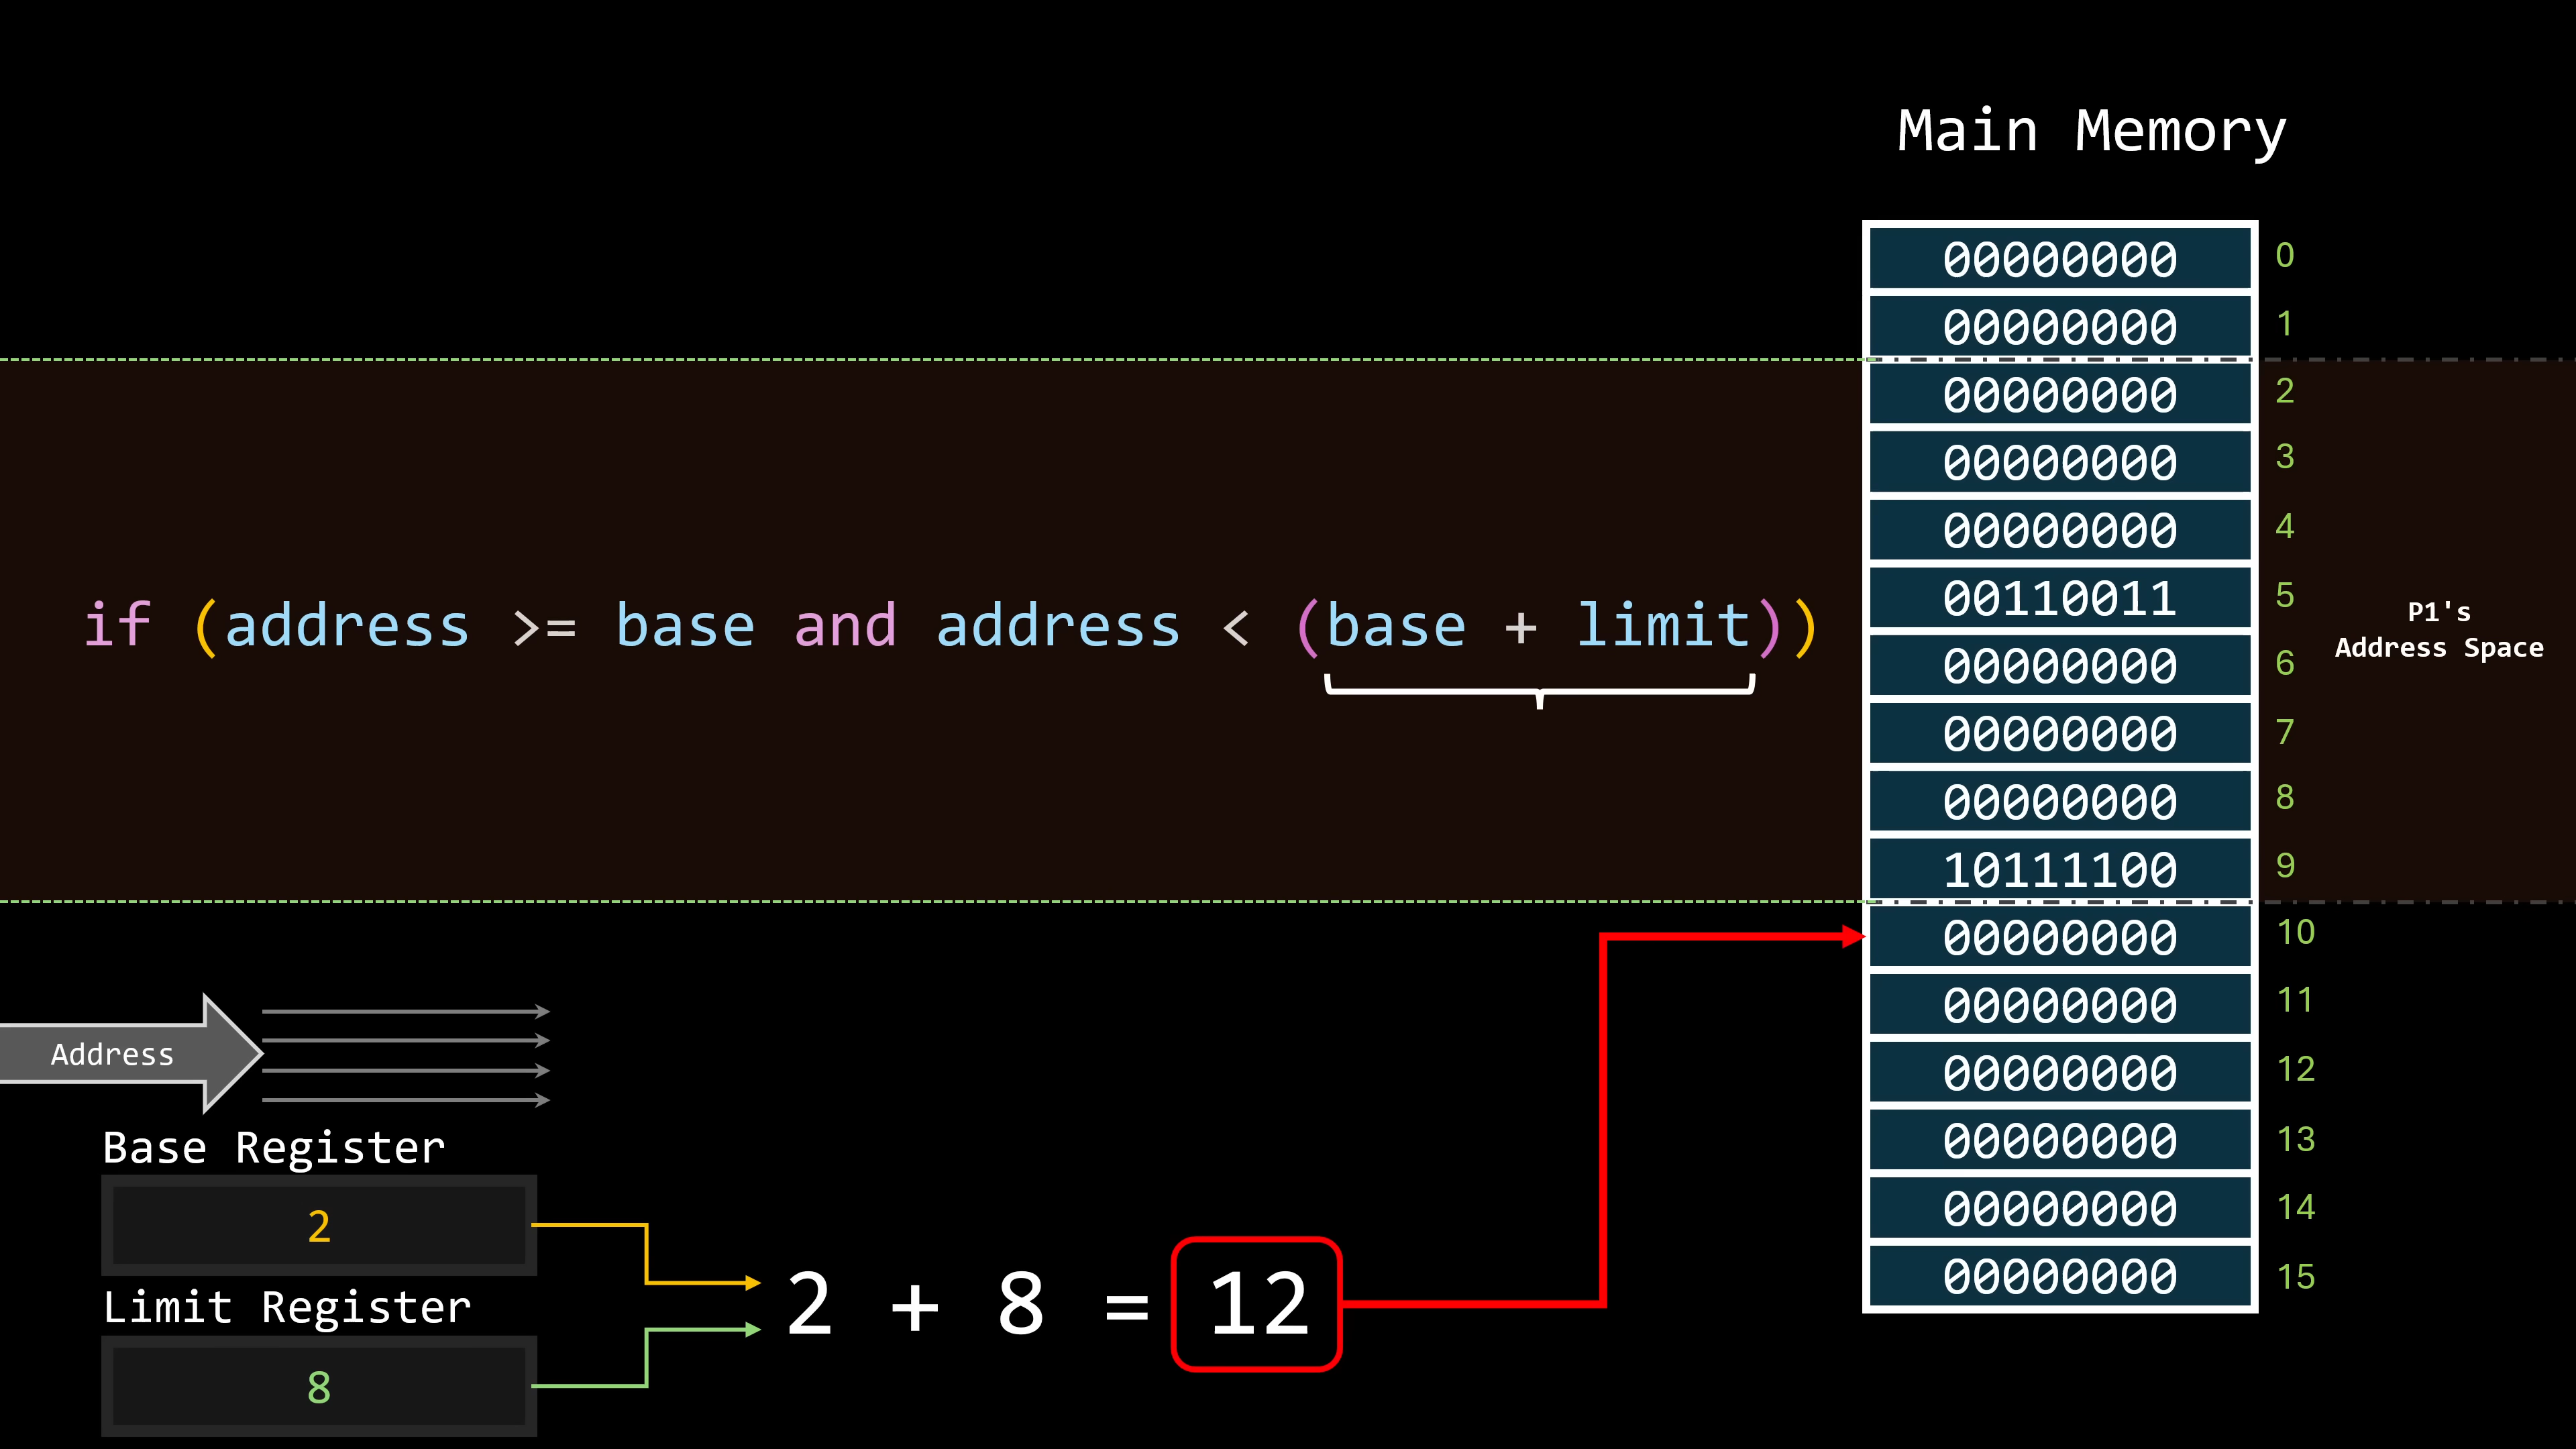 Main Memory
00000000 0
00000000 1
00000000 2
00000000 3
00000000 4
00110011 5
00000000 6
00000000 7
00000000 8
10111100 9
00000000 10
00000000 11
00000000 12
00000000 13
00000000 14
00000000 15
P1's
Address Space
if (address >= base and address < (base + limit))
Address
Base Register
2
Limit Register
8
2 + 8 = 12